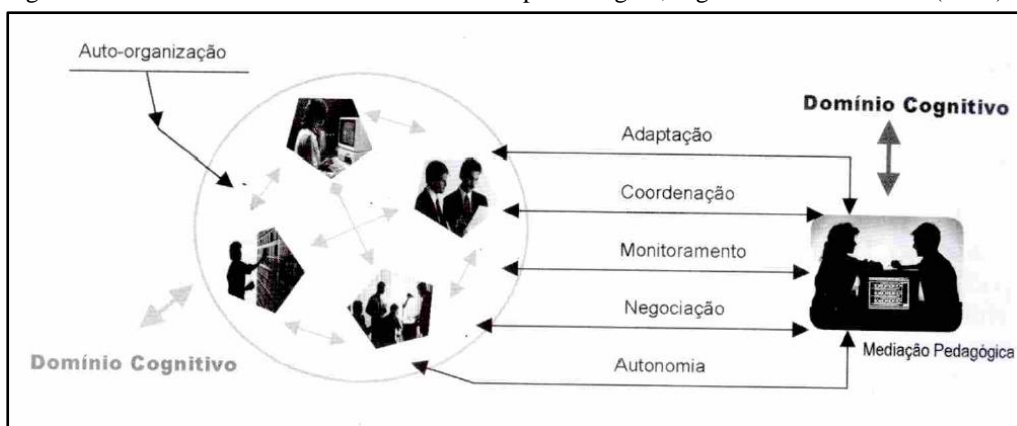 Auto-organização
Domínio Cognitivo
Adaptação
Coordenação
Monitoramento
Negociação
Mediação Pedagógica
Domínio Cognitivo
Autonomia